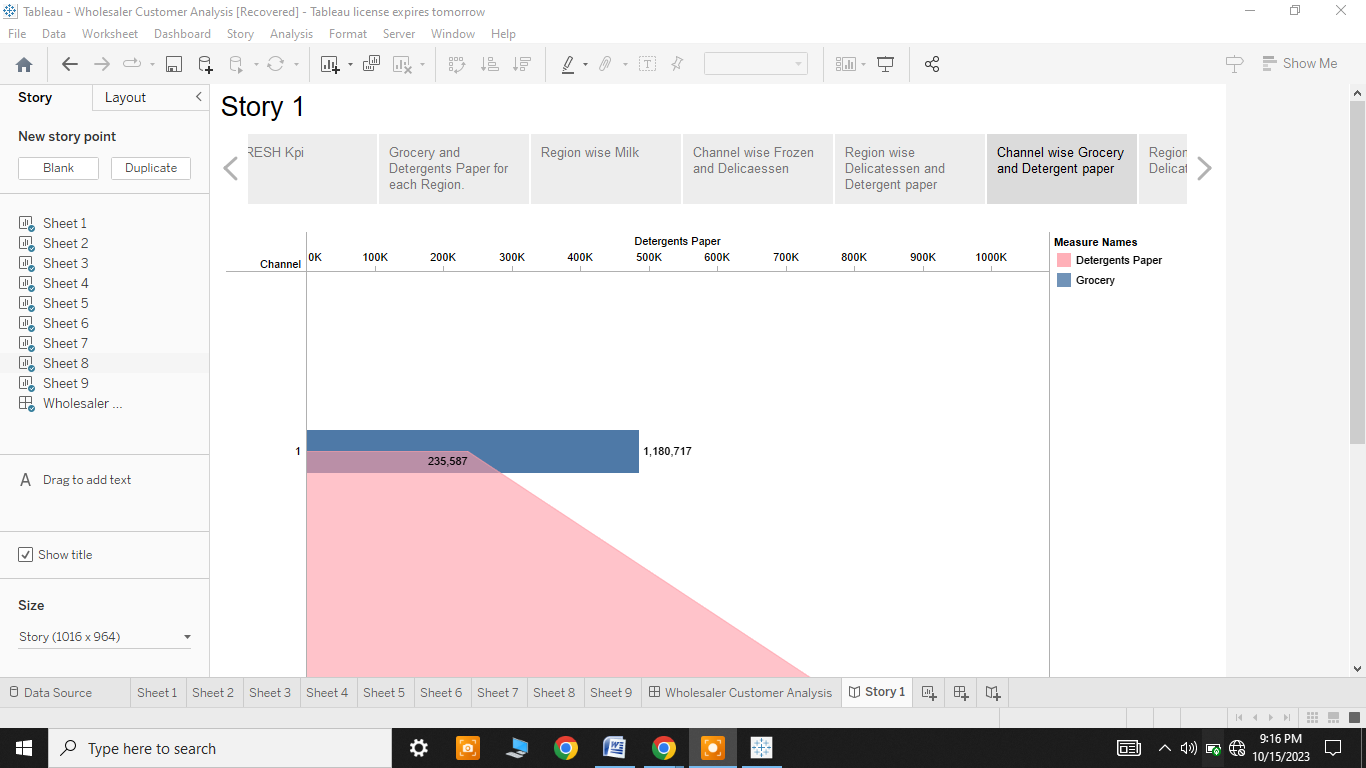 Tableau - Wholesaler Customer Analysis [Recovered] - Tableau license expires tomorrow
File Data Worksheet Dashboard Story Analysis Format Server Window Help
Show Me
Story Layout
New story point
Blank Duplicate
Sheet 1
Sheet 2
Sheet 3
Sheet 4
Sheet 5
Sheet 6
Sheet 7
Sheet 8
Sheet 9
Wholesaler ...
A Drag to add text
Show title
Size
Story (1016 x 964)
Story 1
RESH Kpi
Grocery and
Detergents Paper for
each Region.
Region wise Milk
Channel wise Frozen
and Delicaessen
Region wise
Delicatessen and
Detergent paper
Channel wise Grocery
and Detergent paper
Region
Delicat
Detergents Paper
Channel 0K 100K 200K 300K 400K 500K 600K 700K 800K 900K 1000K
1 1,180,717
235,587
Measure Names
Detergents Paper
Grocery
Data Source Sheet 1 Sheet 2 Sheet 3 Sheet 4 Sheet 5 Sheet 6 Sheet 7 Sheet 8 Sheet 9 Wholesaler Customer Analysis Story 1
Type here to search
9:16 PM
10/15/2023